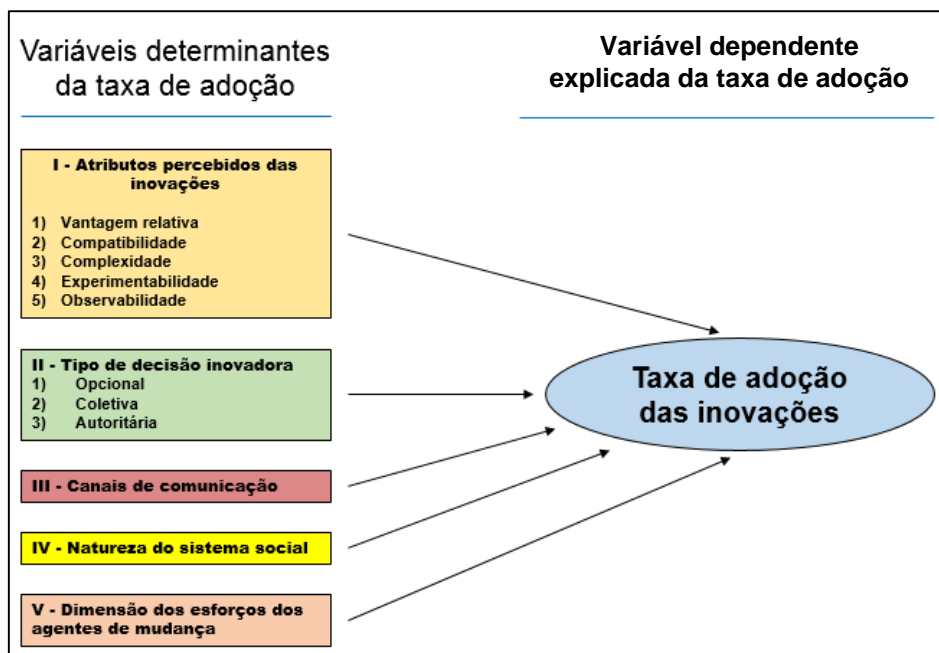 Variáveis determinantes
da taxa de adoção
Variável dependente
explicada da taxa de adoção
I - Atributos percebidos das
inovações
1) Vantagem relativa
2) Compatibilidade
3) Complexidade
4) Experimentabilidade
5) Observabilidade
II - Tipo de decisão inovadora
1) Opcional
2) Coletiva
3) Autoritária
III - Canais de comunicação
IV - Natureza do sistema social
V - Dimensão dos esforços dos
agentes de mudança
Taxa de adoção
das inovações